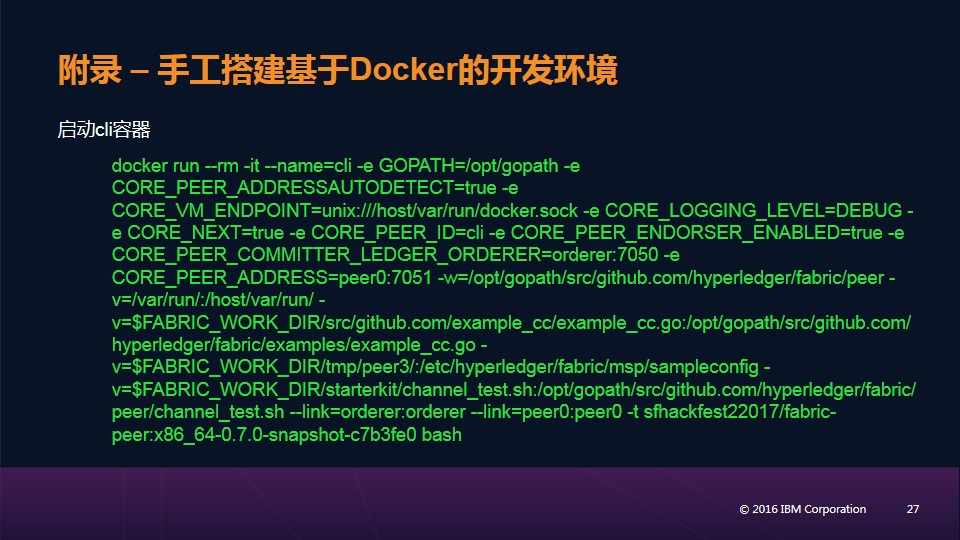 附录 – 手工搭建基于Docker的开发环境
启动cli容器
docker run --rm -it --name=cli -e GOPATH=/opt/gopath -e
CORE_PEER_ADDRESSAUTODETECT=true -e
CORE_VM_ENDPOINT=unix:///host/var/run/docker.sock -e CORE_LOGGING_LEVEL=DEBUG -
e CORE_NEXT=true -e CORE_PEER_ID=cli -e CORE_PEER_ENDORSER_ENABLED=true -e
CORE_PEER_COMMITTER_LEDGER_ORDERER=orderer:7050 -e
CORE_PEER_ADDRESS=peer0:7051 -w=/opt/gopath/src/github.com/hyperledger/fabric/peer -
v=/var/run/:/host/var/run/ -
v=$FABRIC_WORK_DIR/src/github.com/example_cc/example_cc.go:/opt/gopath/src/github.com/
hyperledger/fabric/examples/example_cc.go -
v=$FABRIC_WORK_DIR/tmp/peer3/:/etc/hyperledger/fabric/msp/sampleconfig -
v=$FABRIC_WORK_DIR/starterkit/channel_test.sh:/opt/gopath/src/github.com/hyperledger/fabric/
peer/channel_test.sh --link=orderer:orderer --link=peer0:peer0 -t sfhackfest22017/fabric-
peer:x86_64-0.7.0-snapshot-c7b3fe0 bash
© 2016 IBM Corporation
27